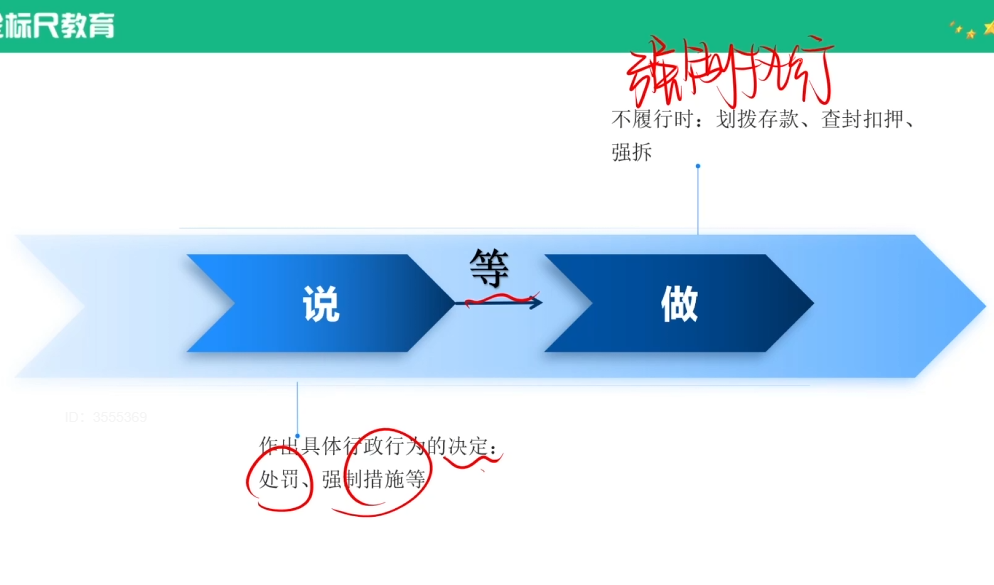 标尺教育
强制执行
不履行时：划拨存款、查封扣押、
强拆
等
说
做
ID：3555369
作出具体行政行为的决定：
处罚、强制措施等